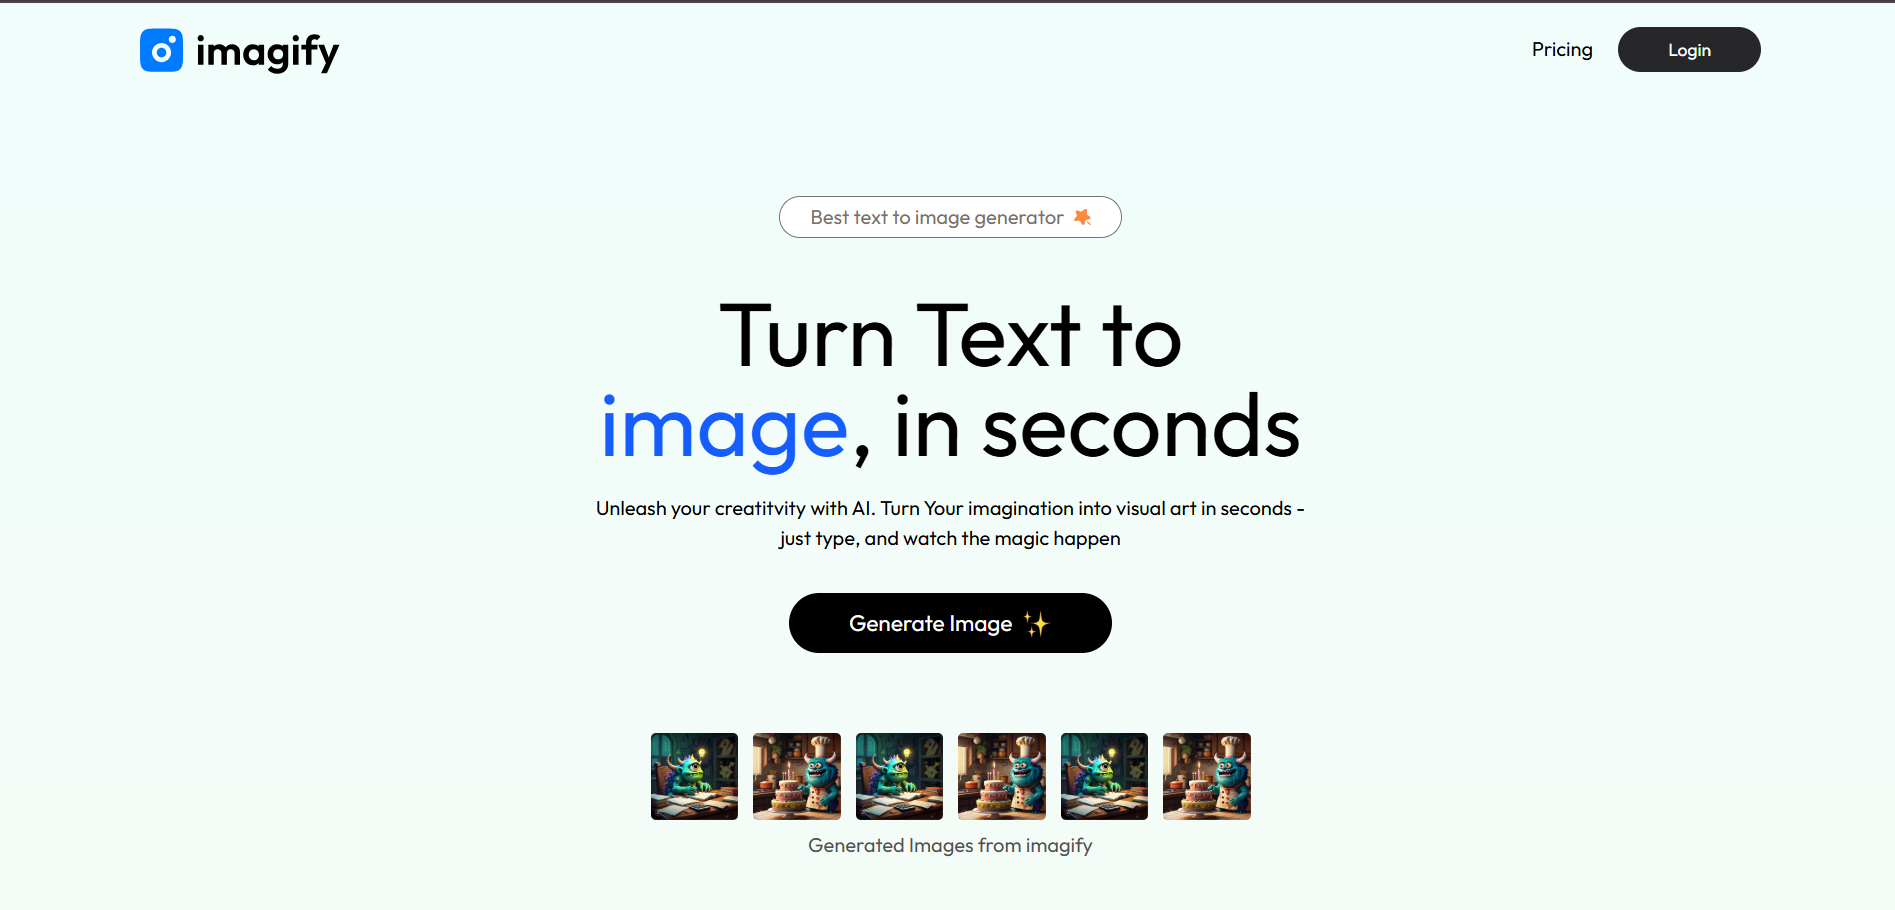 imagify
Pricing
Login
Best text to image generator
Turn Text to
image, in seconds
Unleash your creatitvity with AI. Turn Your imagination into visual art in seconds -
just type, and watch the magic happen
Generate Image ✨
Generated Images from imagify